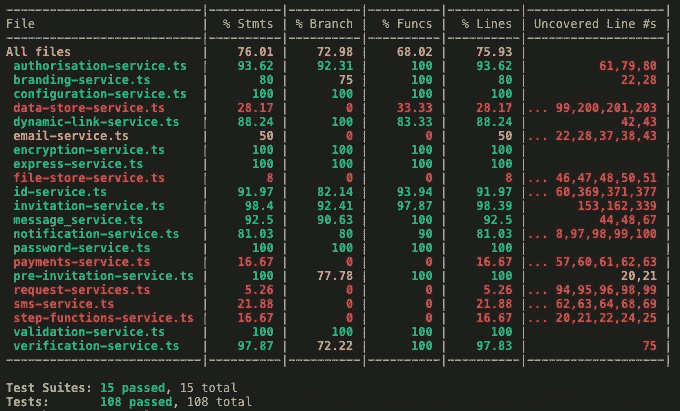 File | % Stmts | % Branch | % Funcs | % Lines | Uncovered Line #s |
All files | 76.01 | 72.98 | 68.02 | 75.93 | |
authorisation-service.ts | 93.62 | 92.31 | 100 | 93.62 | 61,79,80 |
branding-service.ts | 80 | 75 | 100 | 80 | 22,28 |
configuration-service.ts | 100 | 100 | 100 | 100 | |
data-store-service.ts | 28.17 | 0 | 33.33 | 28.17 | ... 99,200,201,203 |
dynamic-link-service.ts | 88.24 | 100 | 83.33 | 88.24 | 42,43 |
email-service.ts | 50 | 0 | 0 | 50 | ... 22,28,37,38,43 |
encryption-service.ts | 100 | 100 | 100 | 100 | |
express-service.ts | 100 | 100 | 100 | 100 | |
file-store-service.ts | 8 | 0 | 0 | 8 | ... 46,47,48,50,51 |
id-service.ts | 91.97 | 82.14 | 93.94 | 91.97 | ... 60,369,371,377 |
invitation-service.ts | 98.4 | 92.41 | 97.87 | 98.39 | 153,162,339 |
message_service.ts | 92.5 | 90.63 | 100 | 92.5 | 44,48,67 |
notification-service.ts | 81.03 | 80 | 90 | 81.03 | ... 8,97,98,99,100 |
password-service.ts | 100 | 100 | 100 | 100 | |
payments-service.ts | 16.67 | 0 | 0 | 16.67 | ... 57,60,61,62,63 |
pre-invitation-service.ts | 100 | 77.78 | 100 | 100 | 20,21 |
request-services.ts | 5.26 | 0 | 0 | 5.26 | ... 94,95,96,98,99 |
sms-service.ts | 21.88 | 0 | 0 | 21.88 | ... 62,63,64,68,69 |
step-functions-service.ts | 16.67 | 0 | 0 | 16.67 | ... 20,21,22,24,25 |
validation-service.ts | 100 | 100 | 100 | 100 | |
verification-service.ts | 97.87 | 72.22 | 100 | 97.83 | 75 |
Test Suites: 15 passed, 15 total
Tests: 108 passed, 108 total